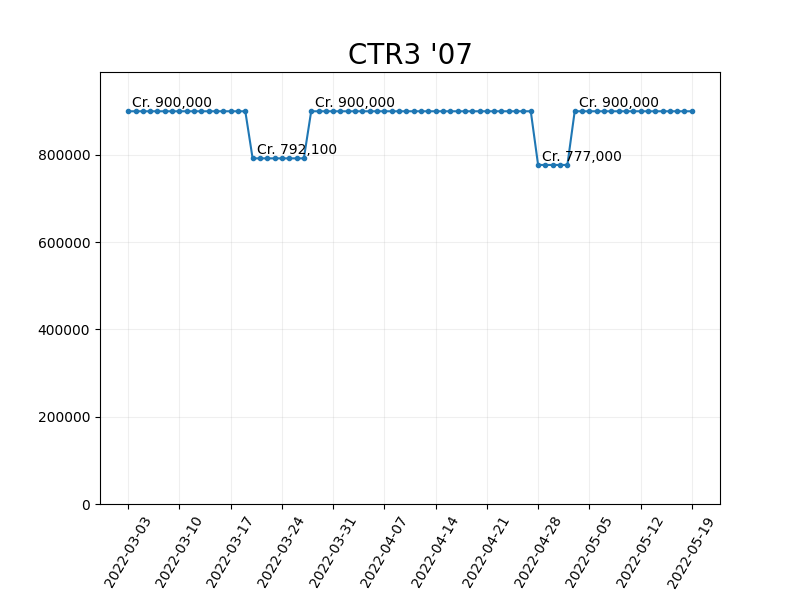 CTR3 '07
Cr. 900,000
Cr. 900,000
Cr. 900,000
Cr. 792,100
Cr. 777,000
800000
600000
400000
200000
0
2022-03-03
2022-03-10
2022-03-17
2022-03-24
2022-03-31
2022-04-07
2022-04-14
2022-04-21
2022-04-28
2022-05-05
2022-05-12
2022-05-19